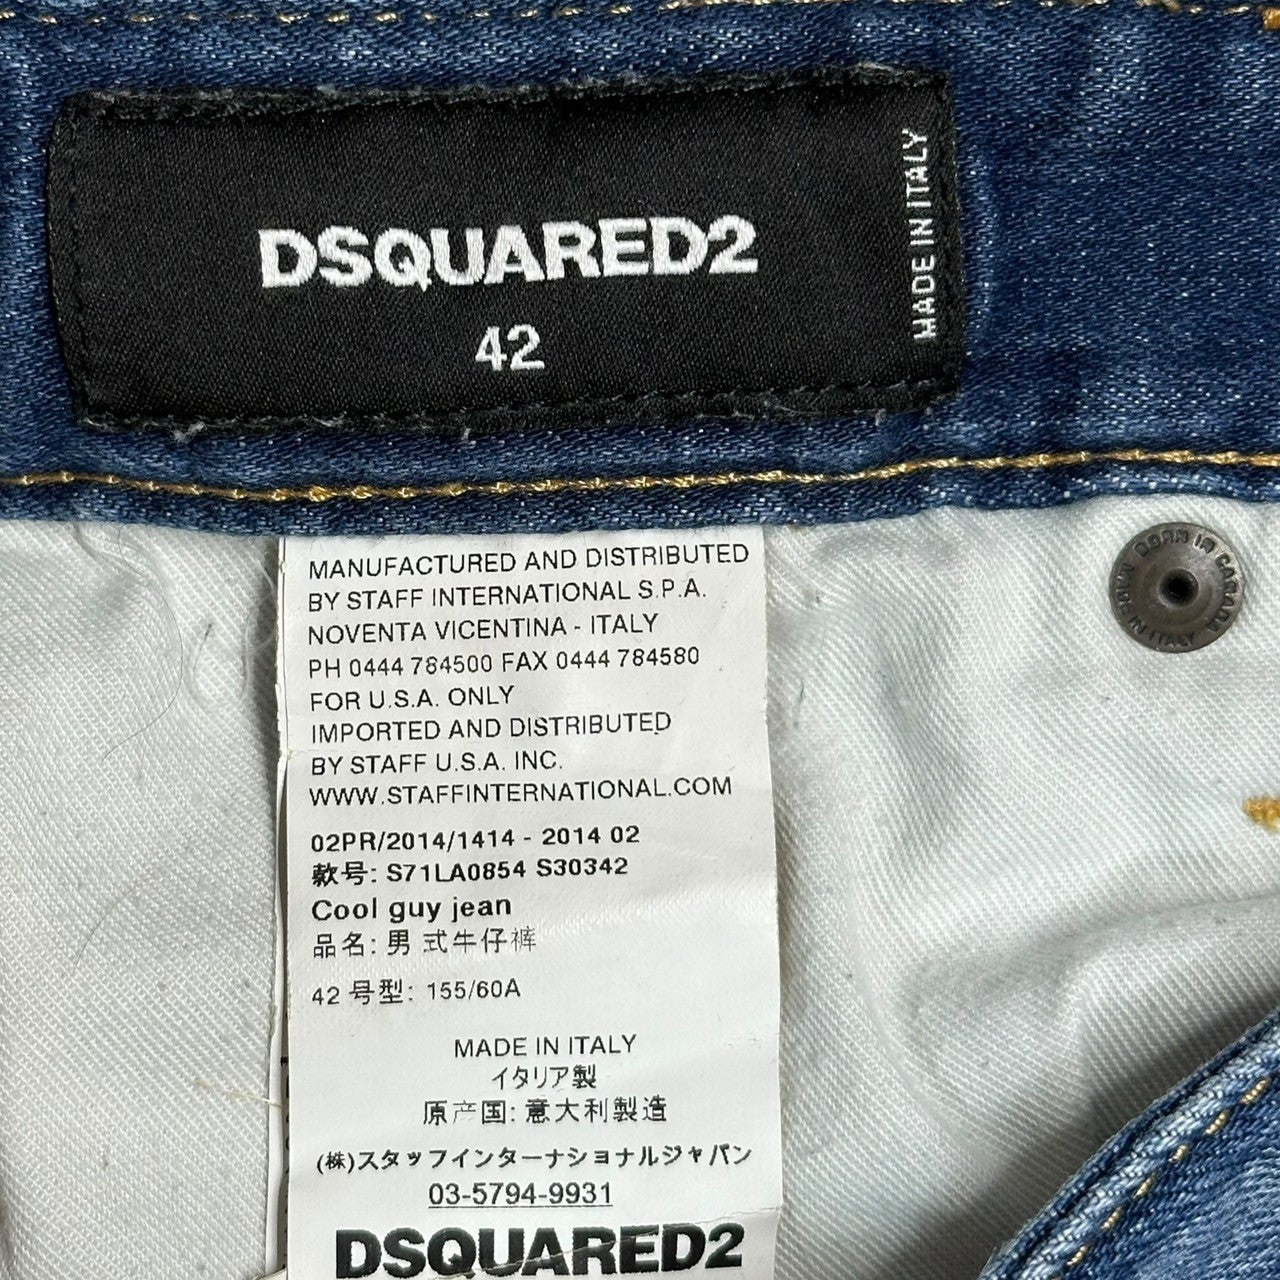 DSQUARED2
42
MADE IN ITALY
MANUFACTURED AND DISTRIBUTED
BY STAFF INTERNATIONAL S.P.A.
NOVENTA VICENTINA - ITALY
PH 0444 784500 FAX 0444 784580
FOR U.S.A. ONLY
IMPORTED AND DISTRIBUTED
BY STAFF U.S.A. INC.
WWW.STAFFINTERNATIONAL.COM
02PR/2014/1414 - 2014 02
款号: S71LA0854 S30342
Cool guy jean
品名: 男式牛仔裤
42 号型: 155/60A
MADE IN ITALY
イタリア製
原产国: 意大利製造
(株)スタッフインターナショナルジャパン
03-5794-9931
DSQUARED2
BORN IN CANADA
MADE IN ITALY